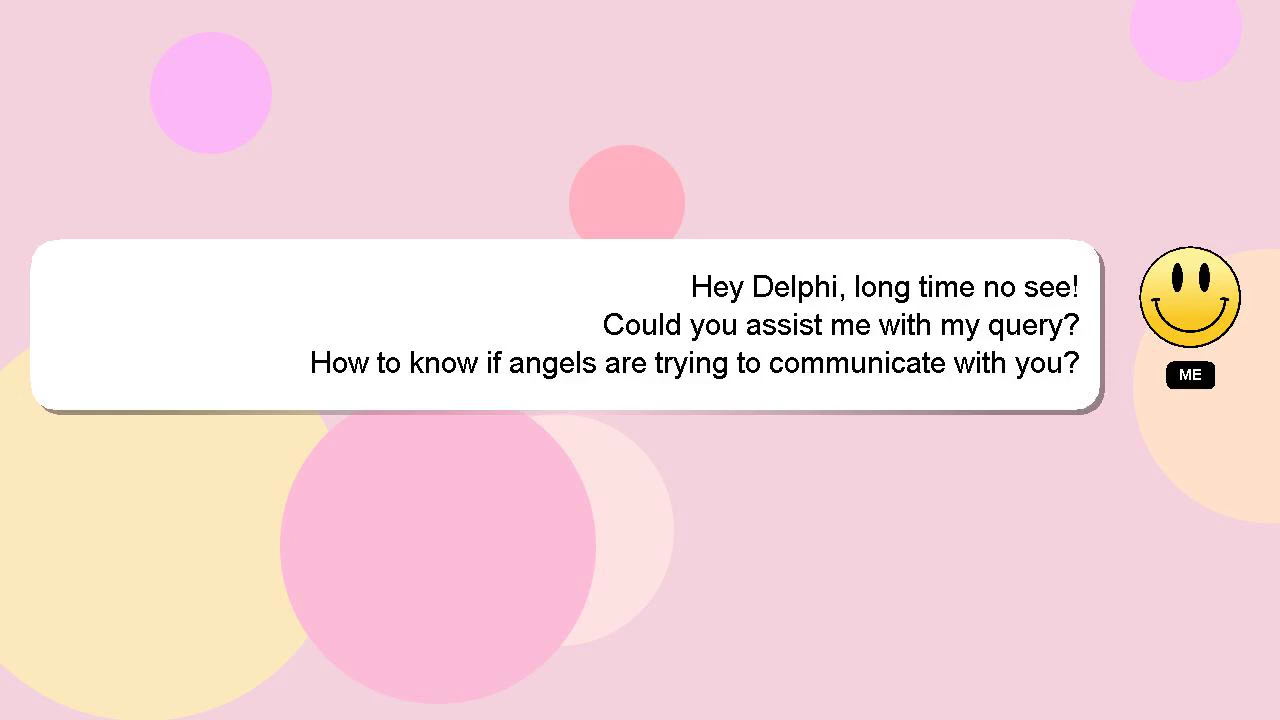 Hey Delphi, long time no see!
Could you assist me with my query?
How to know if angels are trying to communicate with you?
ME